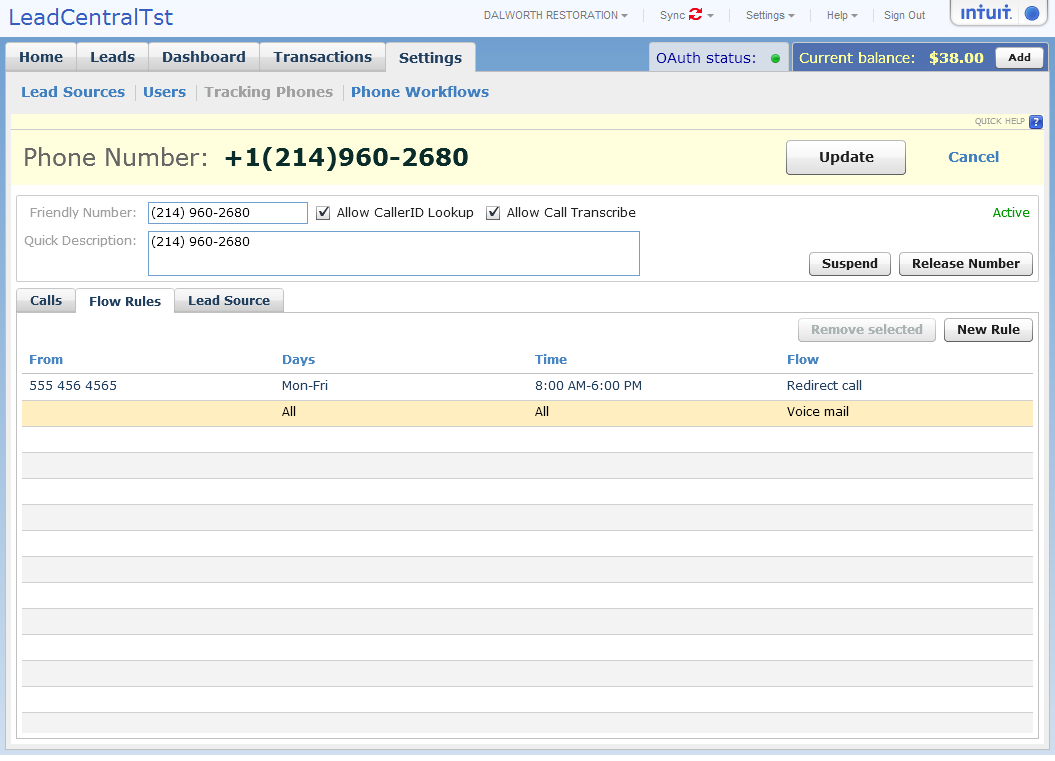 LeadCentralTst DALWORTH RESTORATION Sync Settings Help Sign Out intuit.
Home Leads Dashboard Transactions Settings OAuth status: Current balance: $38.00 Add
Lead Sources Users Tracking Phones Phone Workflows
QUICK HELP ?
Phone Number: +1(214)960-2680 Update Cancel
Friendly Number: (214) 960-2680 Allow CallerID Lookup Allow Call Transcribe Active
Quick Description: (214) 960-2680
Suspend Release Number
Calls Flow Rules Lead Source
Remove selected New Rule
From Days Time Flow
555 456 4565 Mon-Fri 8:00 AM-6:00 PM Redirect call
All All Voice mail